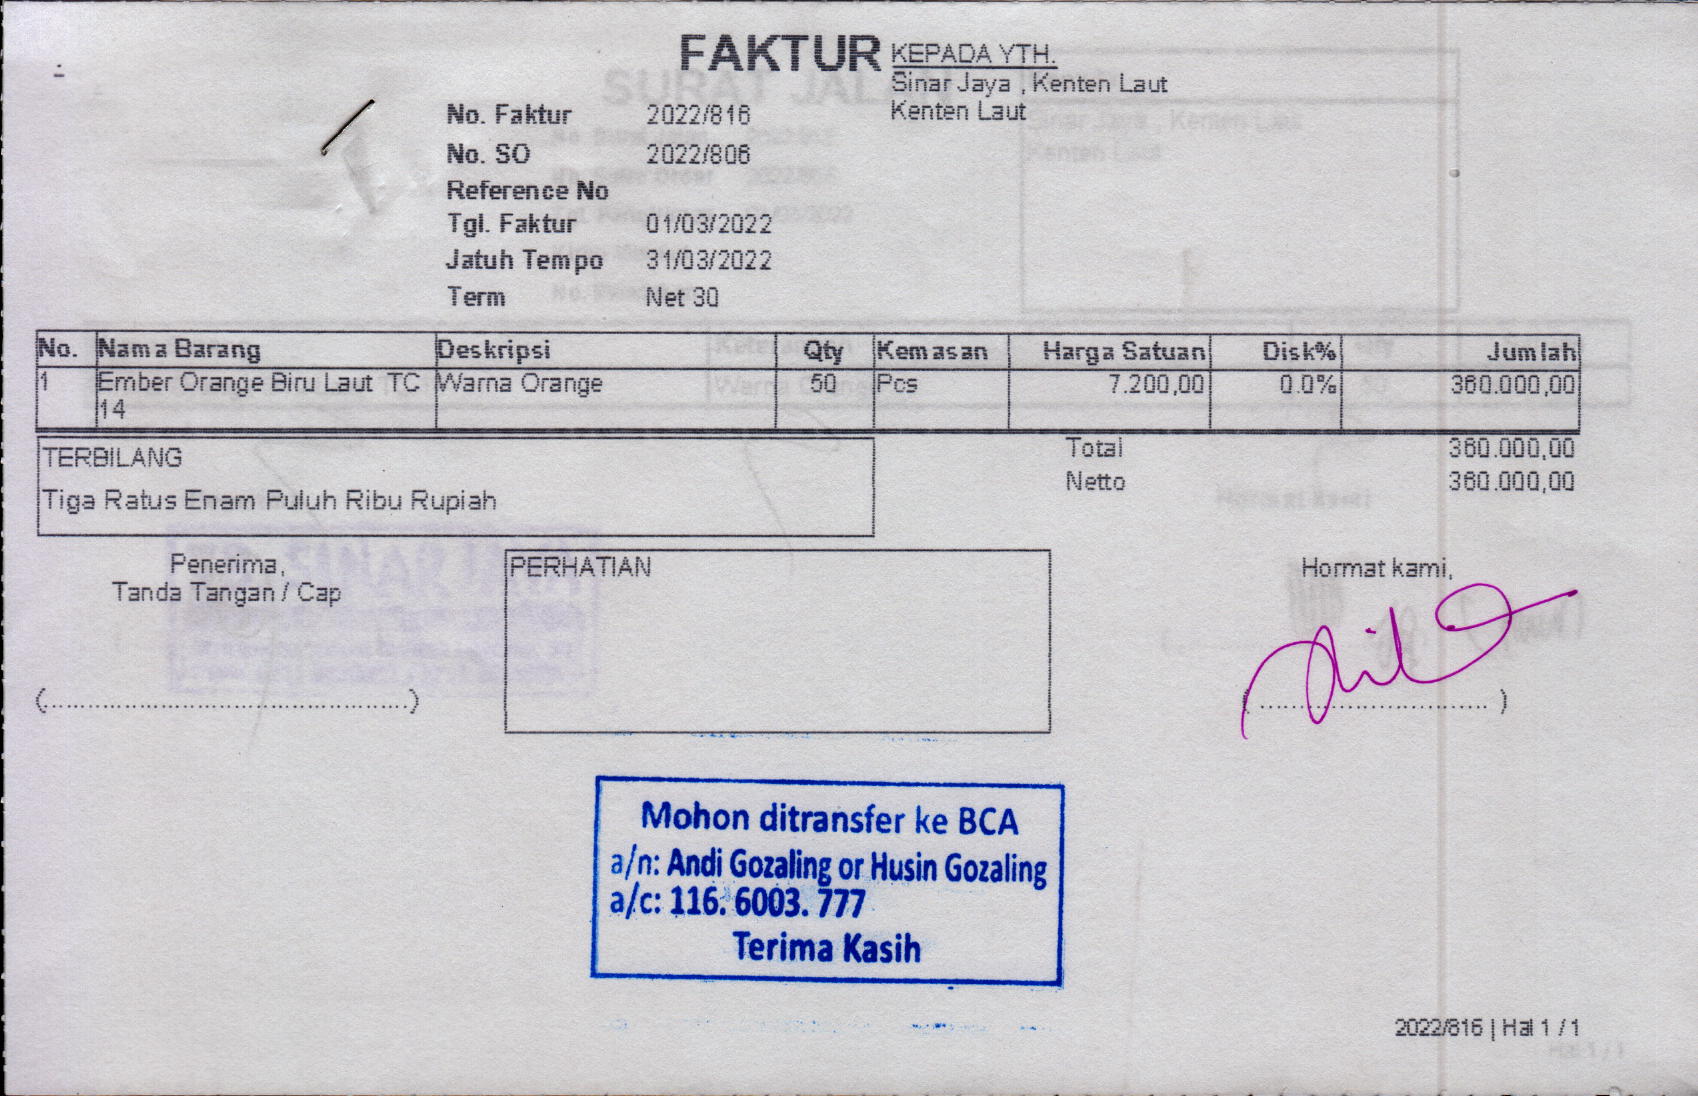 FAKTUR
KEPADA YTH.
Sinar Jaya , Kenten Laut
Kenten Laut
No. Faktur 2022/816
No. SO 2022/806
Reference No
Tgl. Faktur 01/03/2022
Jatuh Tempo 31/03/2022
Term Net 30
No. Nama Barang Deskripsi Qty Kemasan Harga Satuan Disk% Jumlah
1 Ember Orange Biru Laut TC Warna Orange 50 Pcs 7.200,00 0.0% 360.000,00
14
TERBILANG
Tiga Ratus Enam Puluh Ribu Rupiah
Total 360.000,00
Netto 360.000,00
Penerima,
Tanda Tangan / Cap
PERHATIAN
Hormat kami,
Mohon ditransfer ke BCA
a/n: Andi Gozaling or Husin Gozaling
a/c: 116. 6003. 777
Terima Kasih
2022/816 | Hal 1 / 1